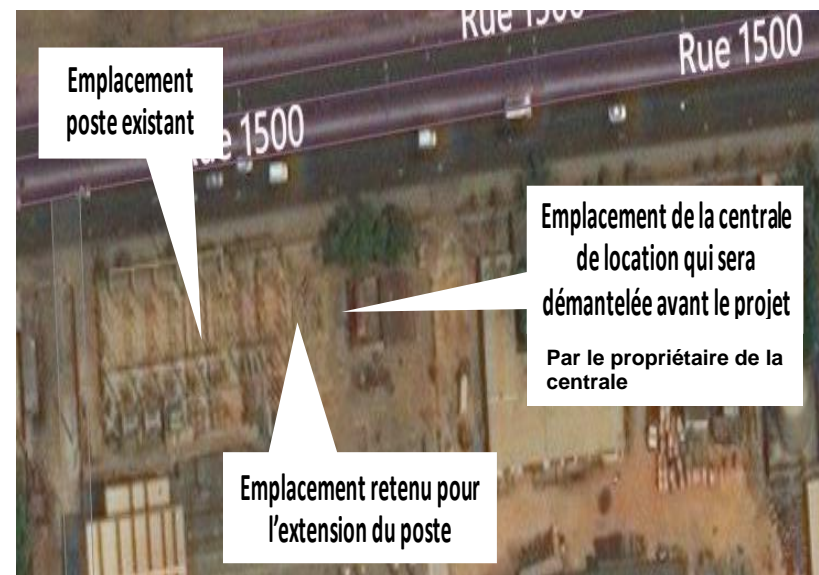 Rue 1500
Rue 1500
Rue 1500
Emplacement
poste existant
Emplacement de la centrale
de location qui sera
démantelée avant le projet
Par le propriétaire de la
centrale
Emplacement retenu pour
l'extension du poste